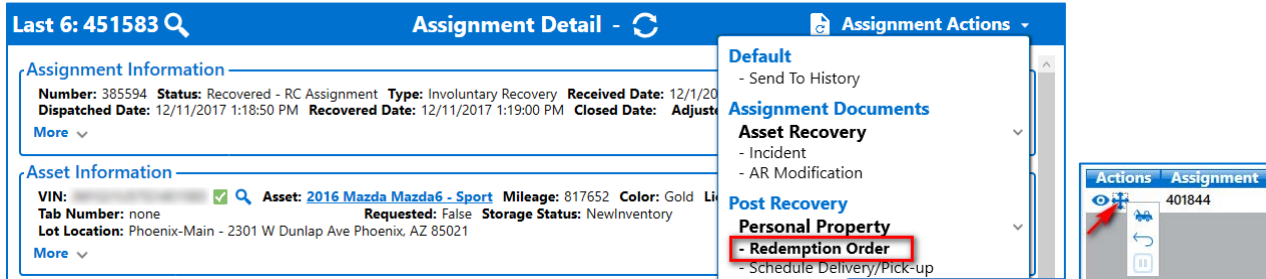 Last 6: 451583 Assignment Detail - Assignment Actions
Assignment Information
Number: 385594 Status: Recovered - RC Assignment Type: Involuntary Recovery Received Date: 12/1/20
Dispatched Date: 12/11/2017 1:18:50 PM Recovered Date: 12/11/2017 1:19:00 PM Closed Date: Adjuste
More
Asset Information
VIN: Asset: 2016 Mazda Mazda6 - Sport Mileage: 817652 Color: Gold Li
Tab Number: none Requested: False Storage Status: NewInventory
Lot Location: Phoenix-Main - 2301 W Dunlap Ave Phoenix, AZ 85021
More
Default
- Send To History
Assignment Documents
Asset Recovery
- Incident
- AR Modification
Post Recovery
Personal Property
- Redemption Order
- Schedule Delivery/Pick-up
Actions Assignment
401844